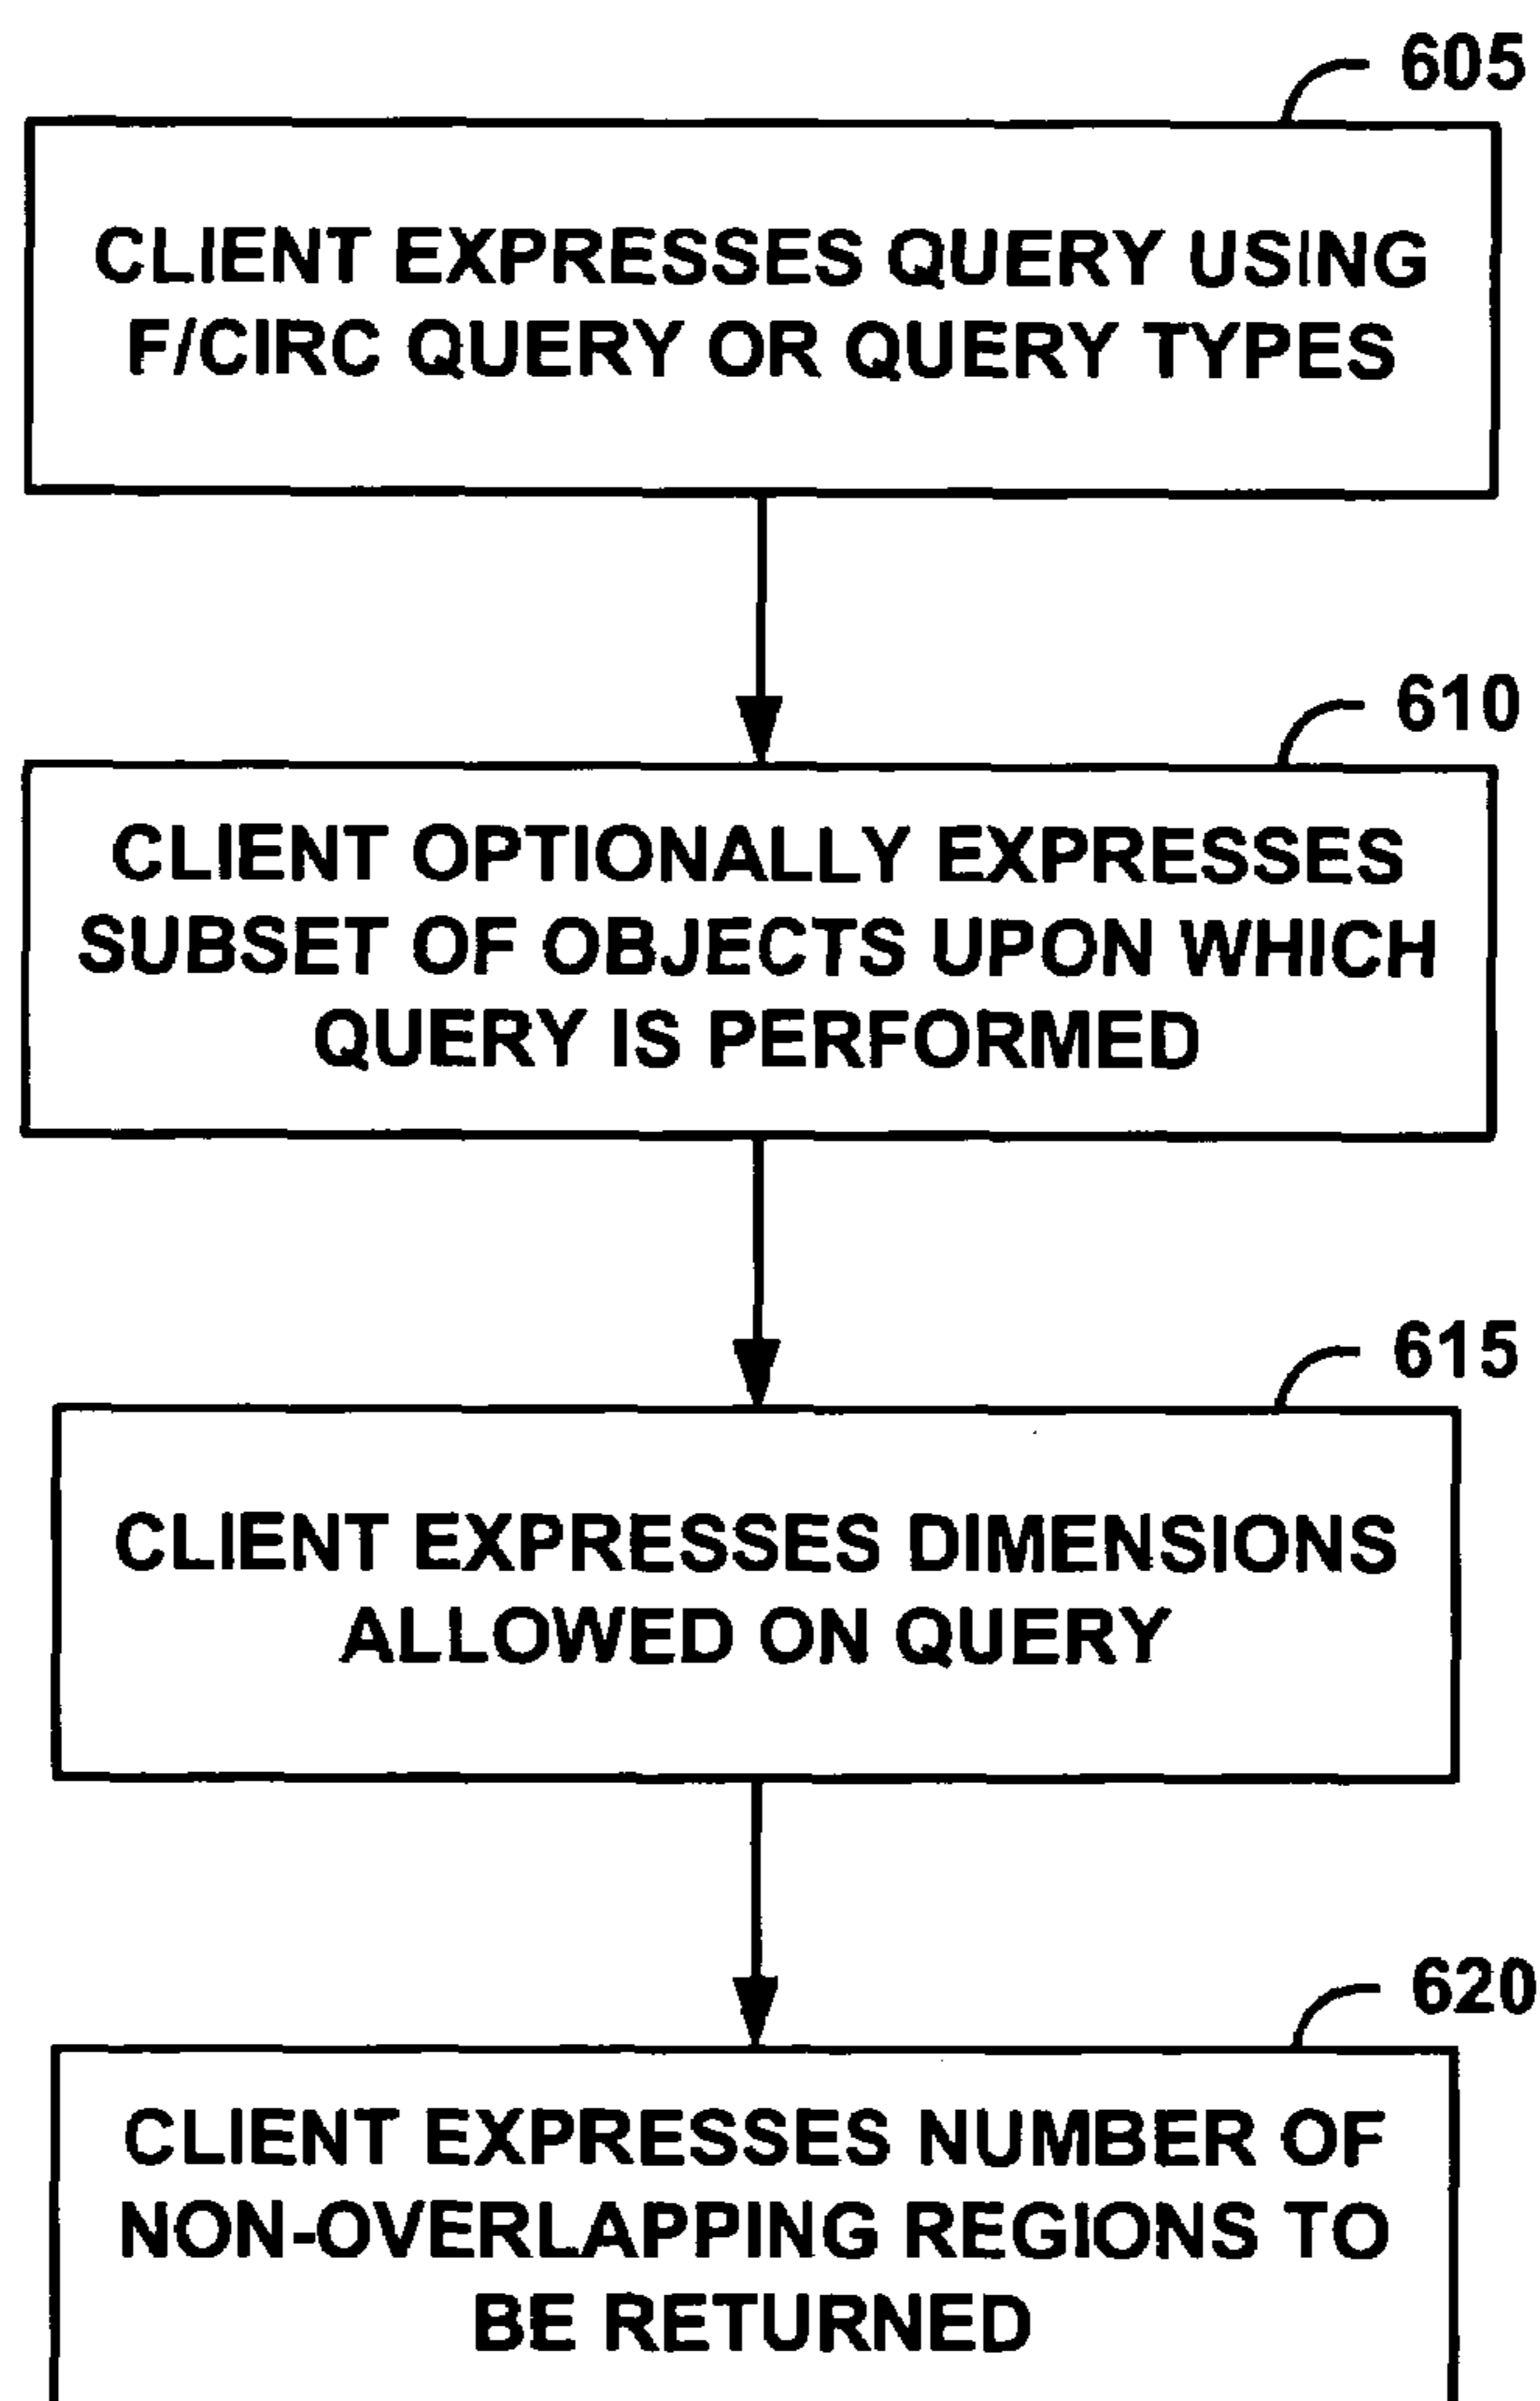 605
CLIENT EXPRESSES QUERY USING
F/CIRC QUERY OR QUERY TYPES
610
CLIENT OPTIONALLY EXPRESSES
SUBSET OF OBJECTS UPON WHICH
QUERY IS PERFORMED
615
CLIENT EXPRESSES DIMENSIONS
ALLOWED ON QUERY
620
CLIENT EXPRESSES NUMBER OF
NON-OVERLAPPING REGIONS TO
BE RETURNED